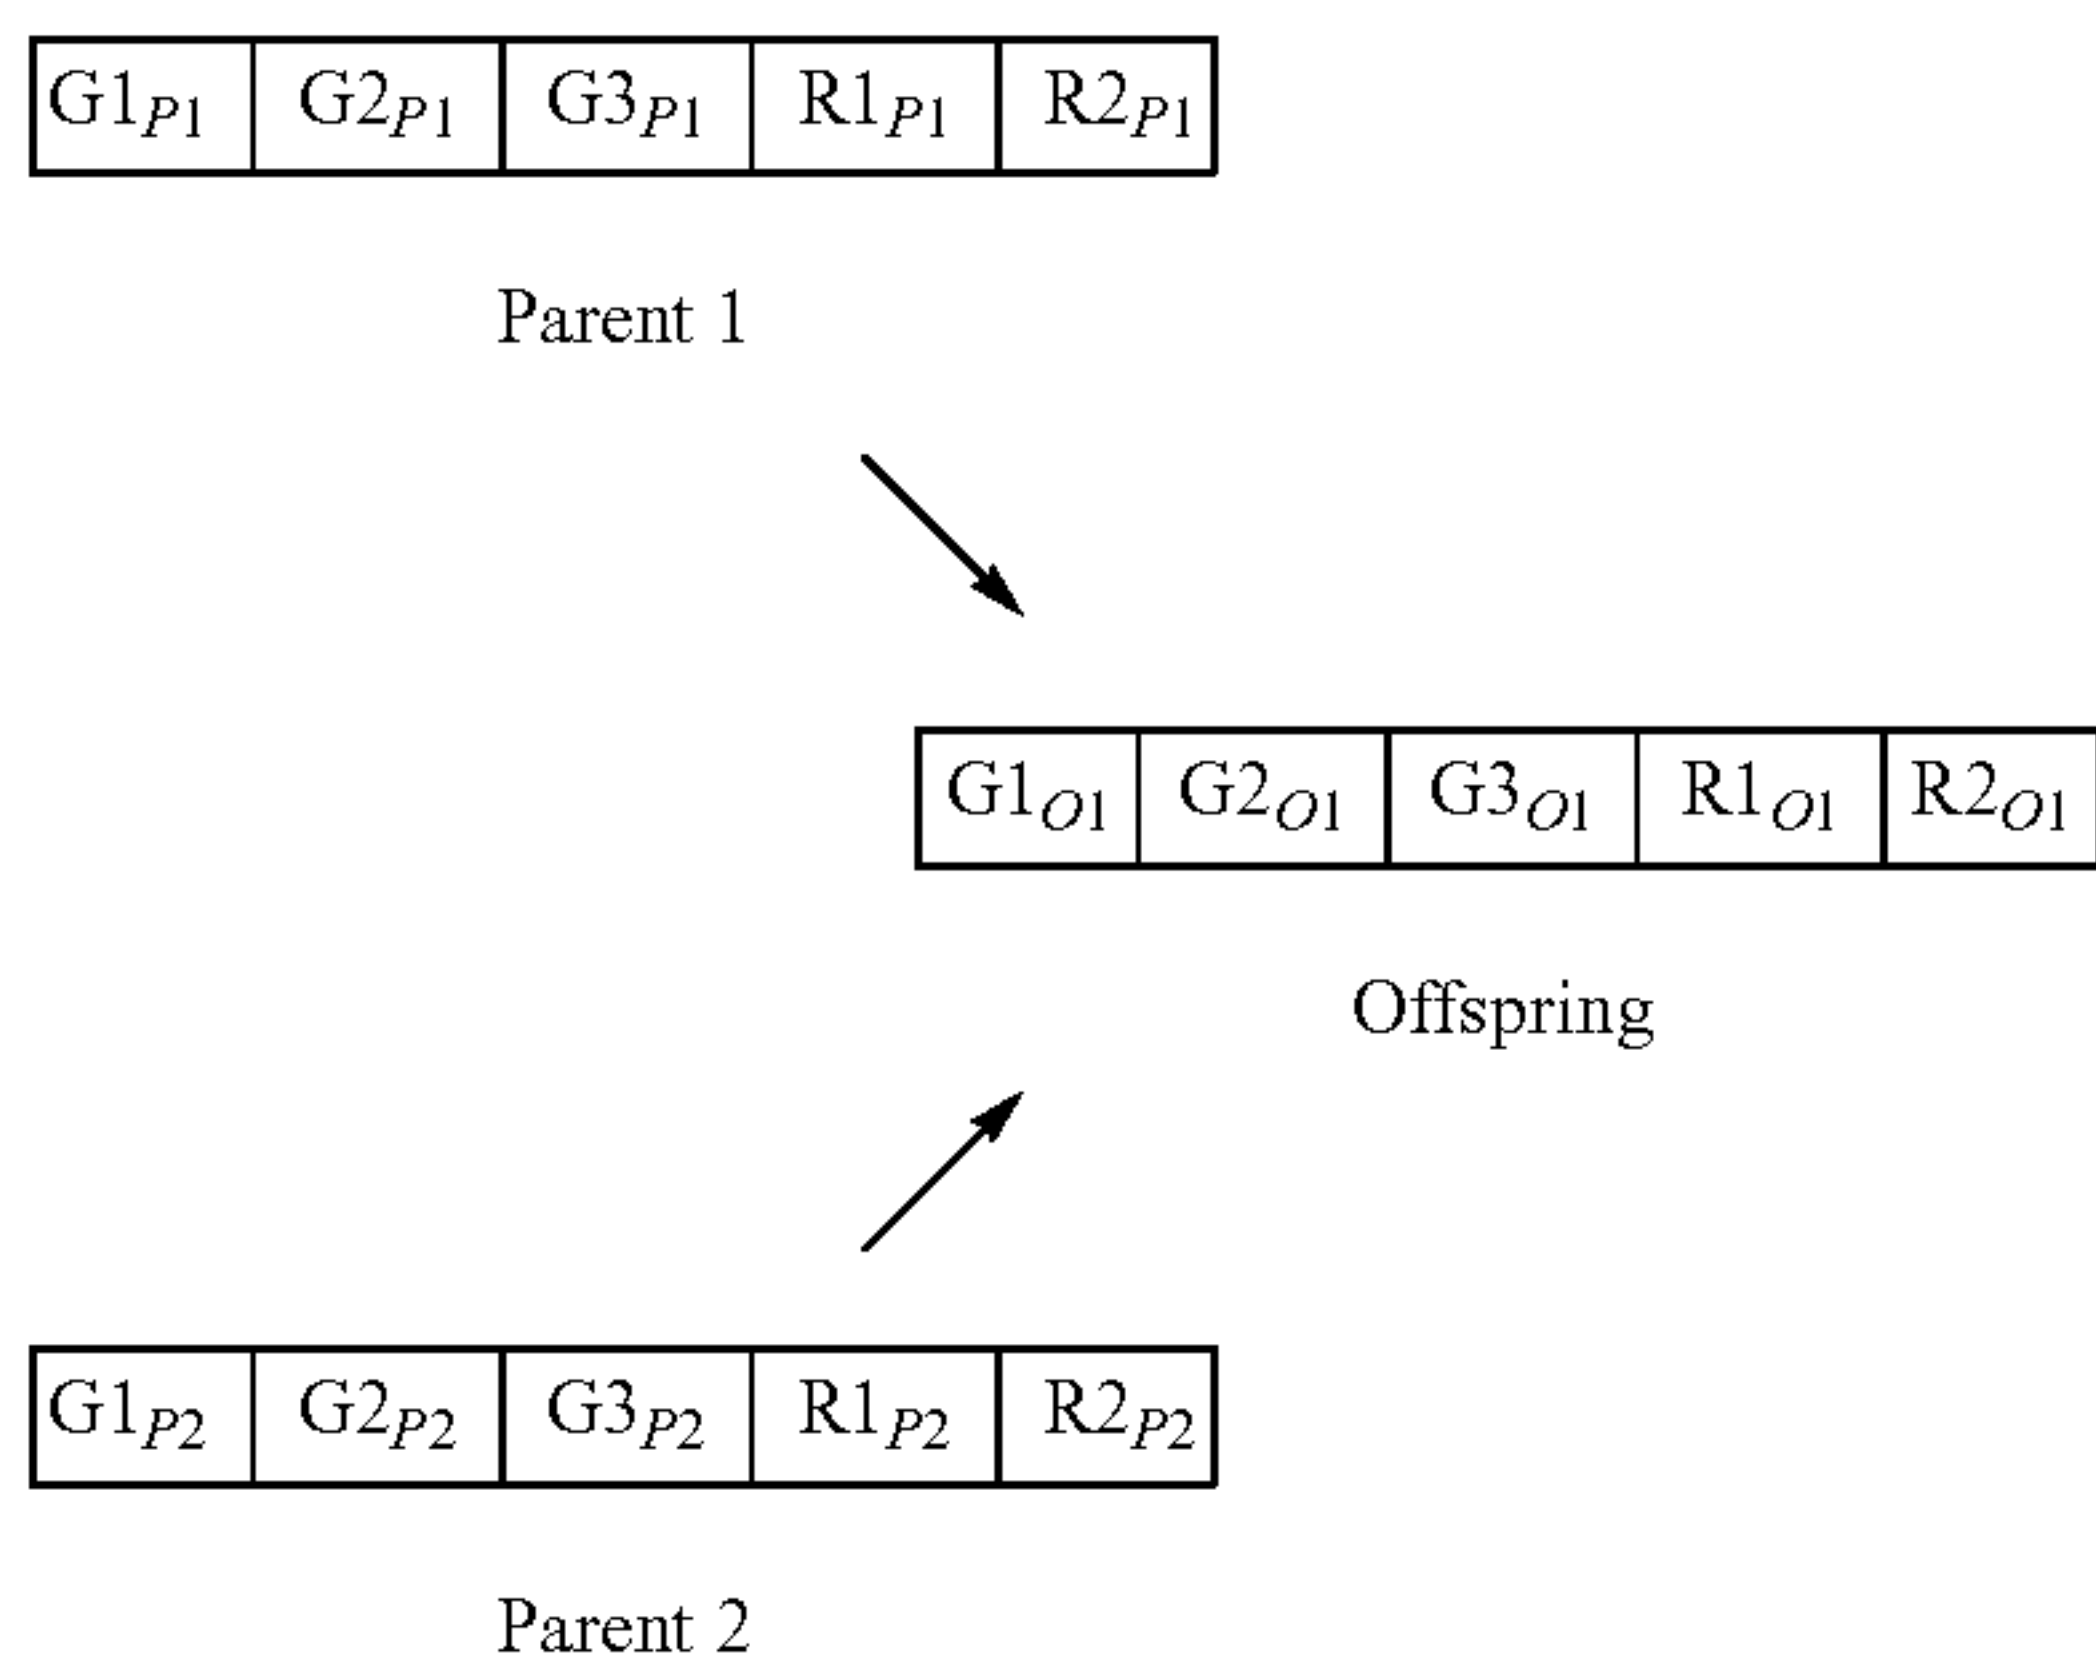 G1P1 G2P1 G3P1 R1P1 R2P1
Parent 1
G1O1 G2O1 G3O1 R1O1 R2O1
Offspring
G1P2 G2P2 G3P2 R1P2 R2P2
Parent 2